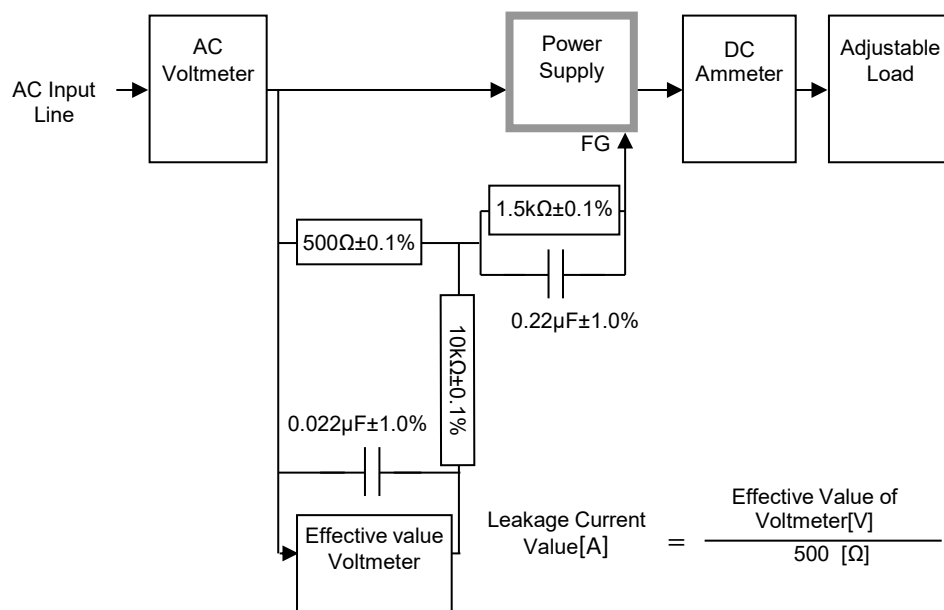 AC
Voltmeter
Power
Supply
DC
Ammeter
Adjustable
Load
AC Input
Line
FG
1.5kΩ±0.1%
500Ω±0.1%
0.22µF±1.0%
10kΩ±0.1%
0.022µF±1.0%
Effective value
Voltmeter
Leakage Current
Value[A]
=
Effective Value of
Voltmeter[V]
500 [Ω]